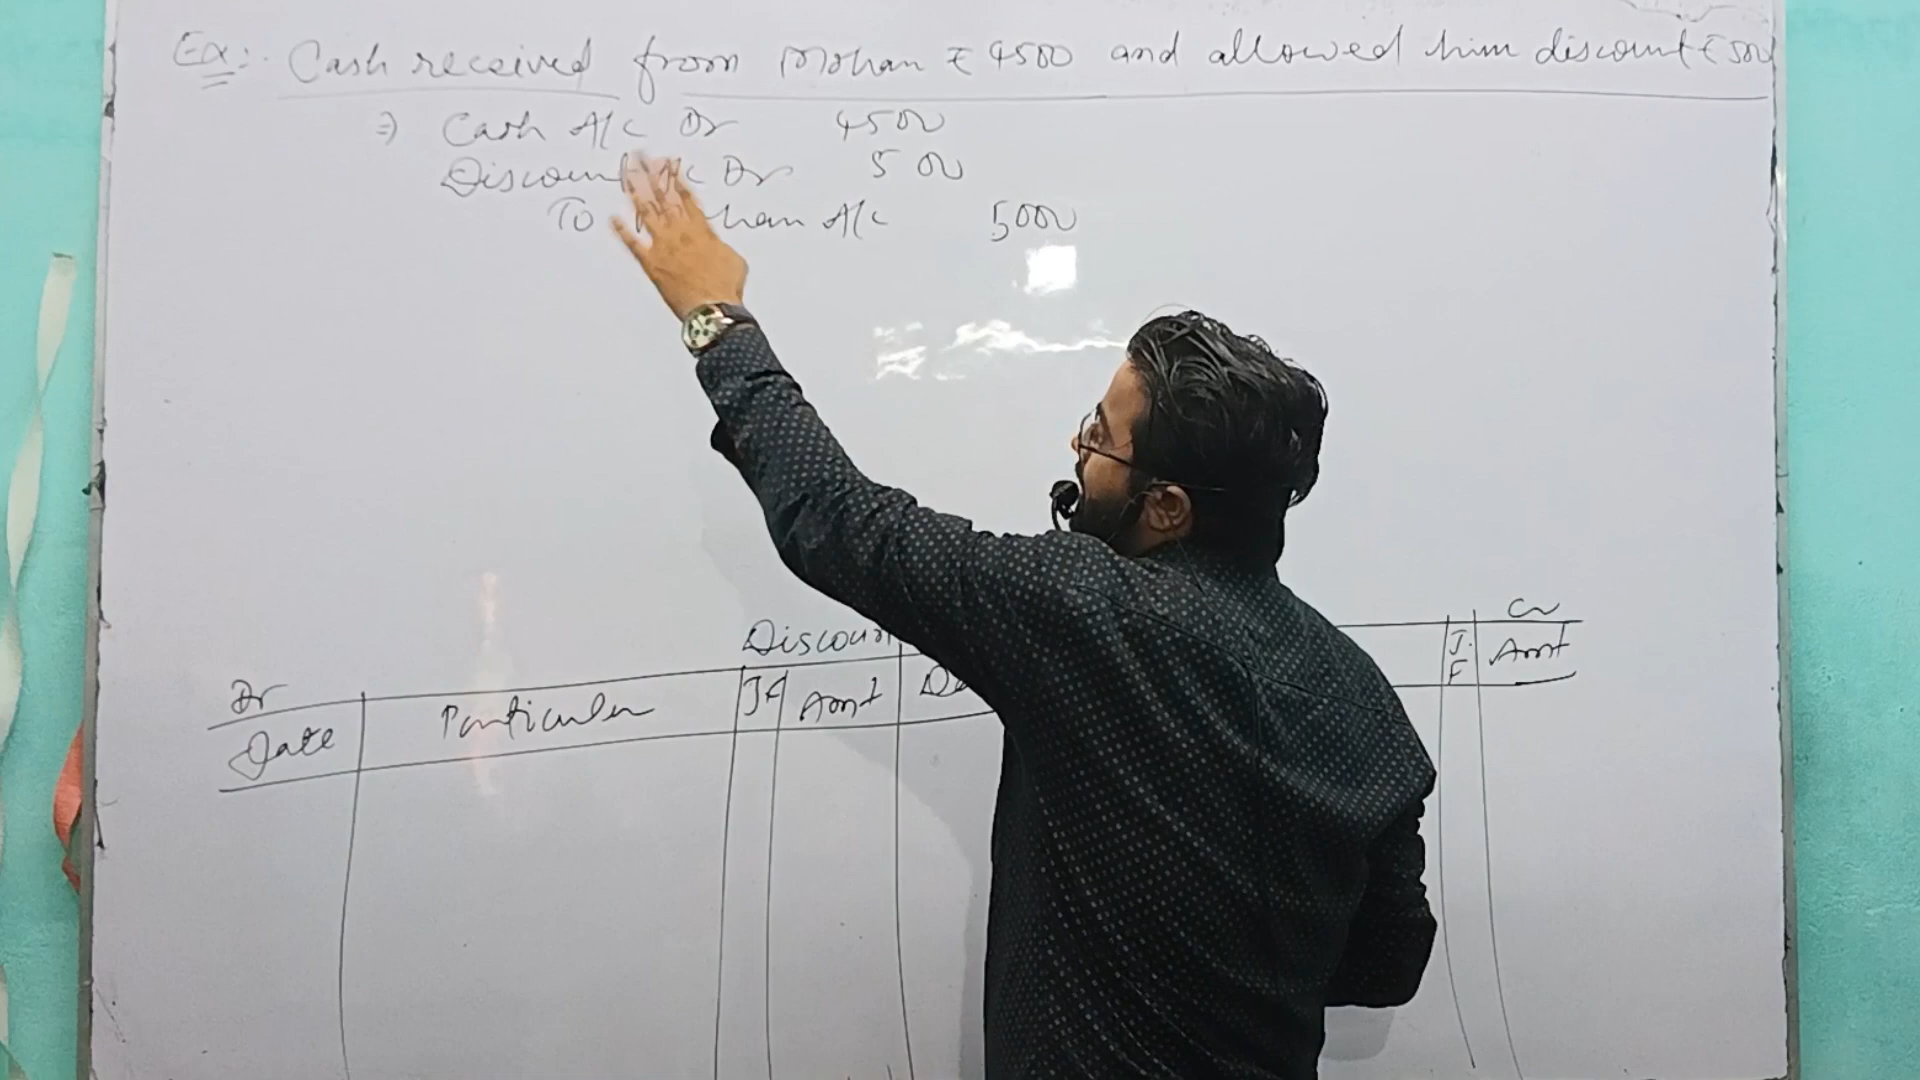 Ex:- Cash received from Mohan ₹ 4500 and allowed him discount ₹ 500
=) Cash A/c Dr 4500
Discount A/c Dr 500
To Mohan A/c 5000
Discount
Dr Cr
Date Particular JF Amt J.F Amt